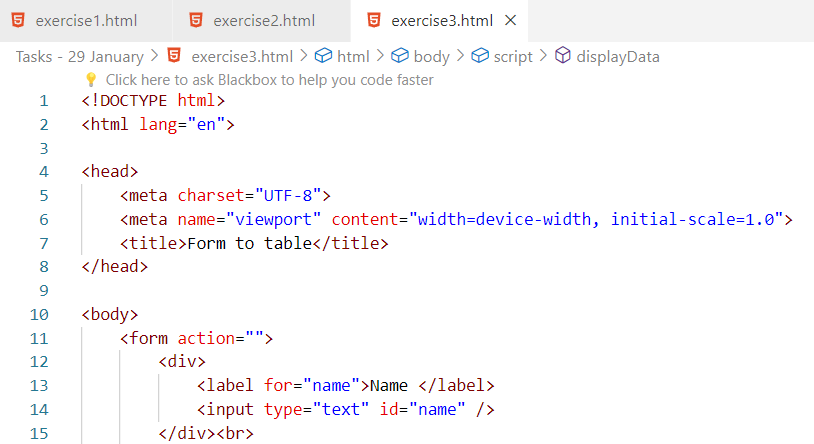 exercise1.html exercise2.html exercise3.html
Tasks - 29 January > exercise3.html > html > body > script > displayData
Click here to ask Blackbox to help you code faster
1 <!DOCTYPE html>
2 <html lang="en">
3
4 <head>
5 <meta charset="UTF-8">
6 <meta name="viewport" content="width=device-width, initial-scale=1.0">
7 <title>Form to table</title>
8 </head>
9
10 <body>
11 <form action="">
12 <div>
13 <label for="name">Name </label>
14 <input type="text" id="name" />
15 </div><br>